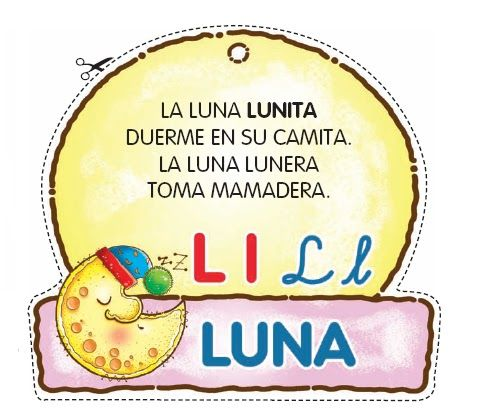 LA LUNA LUNITA
DUERME EN SU CAMITA.
LA LUNA LUNERA
TOMA MAMADERA.
zZZ
L l L l
LUNA